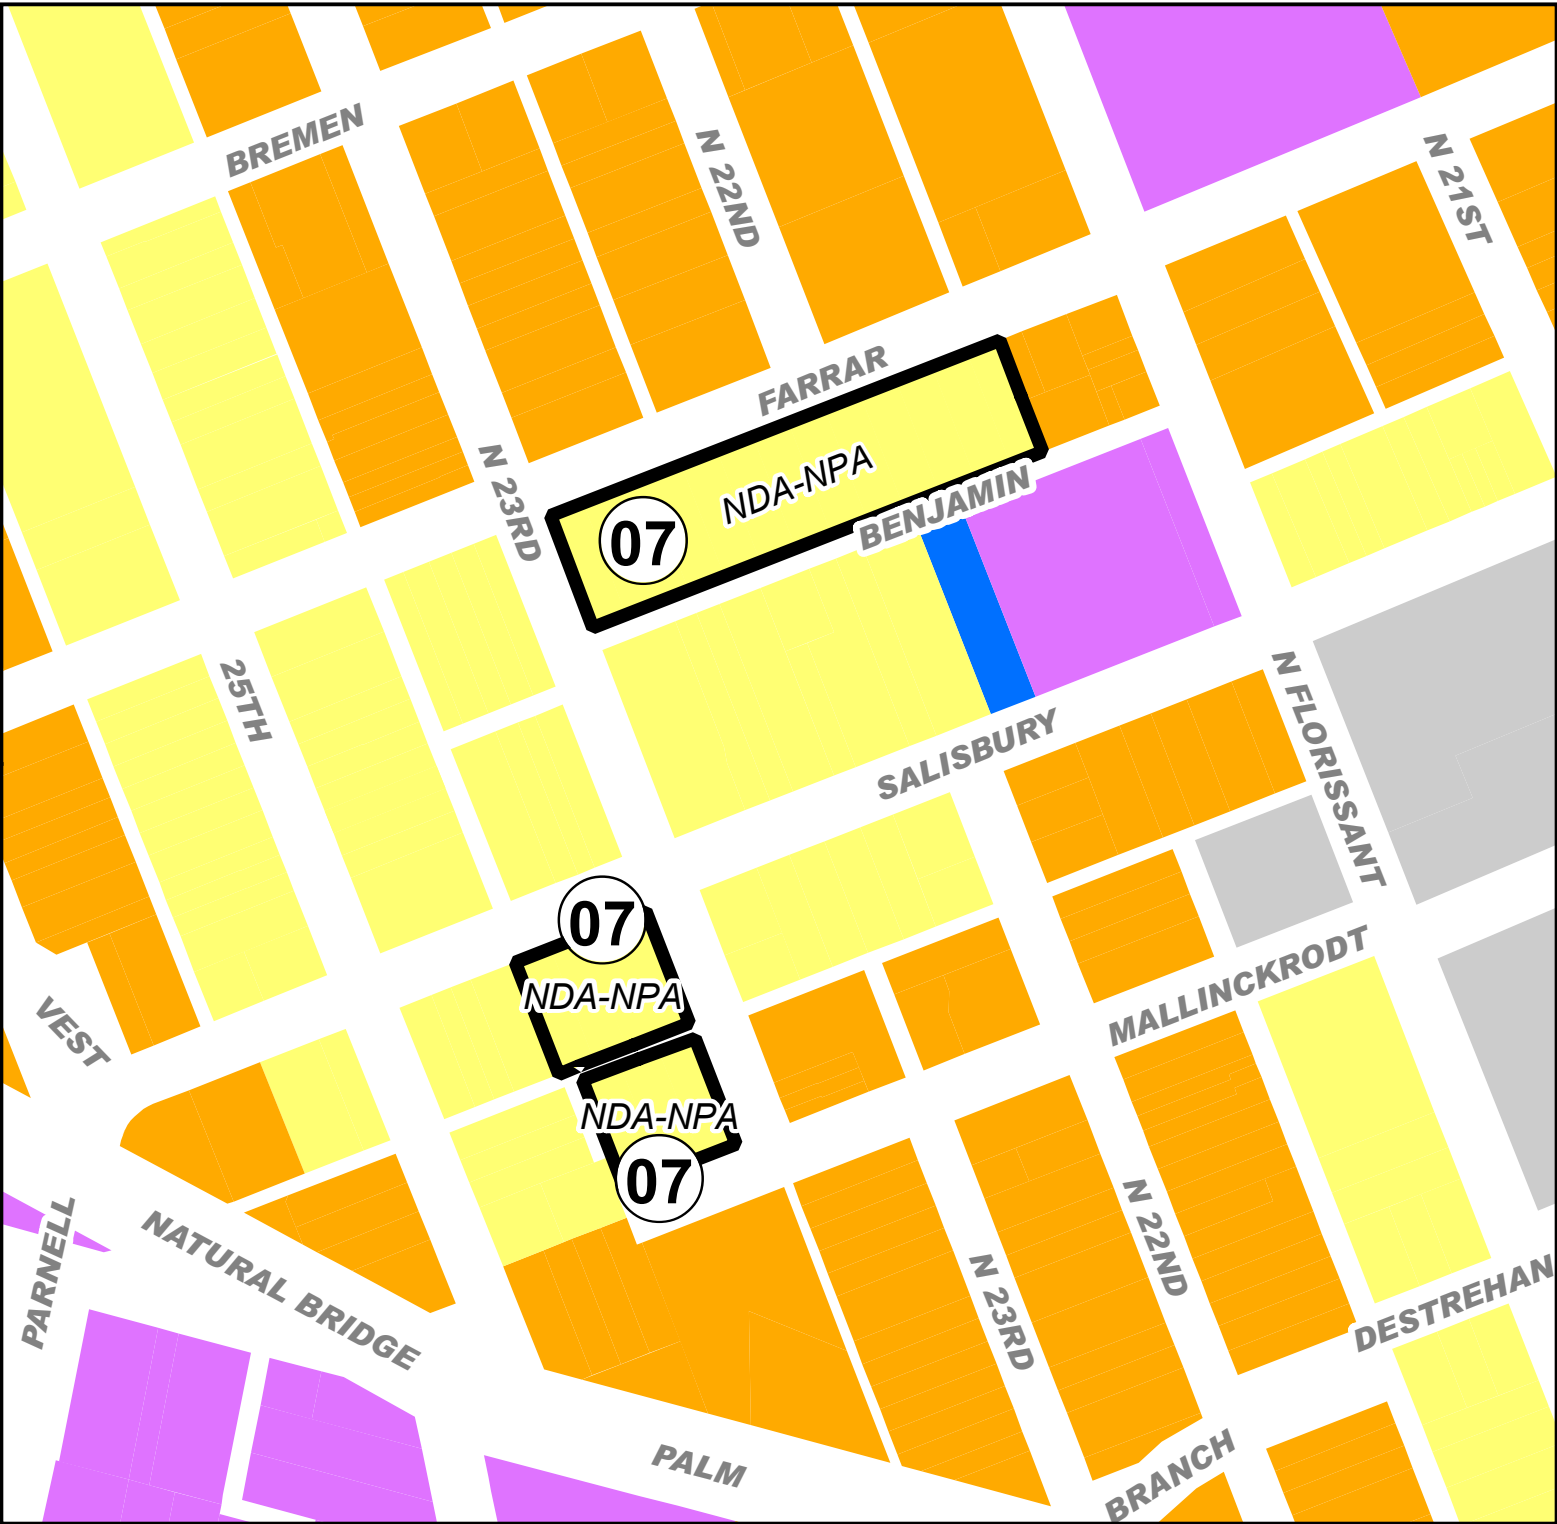 BREMEN
N 22ND
N 21ST
FARRAR
N 23RD
NDA-NPA
07
BENJAMIN
25TH
N FLORISSANT
SALISBURY
07
NDA-NPA
MALLINCKRODT
VEST
NDA-NPA
07
PARNELL
NATURAL BRIDGE
N 22ND
N 23RD
DESTREHAN
PALM
BRANCH